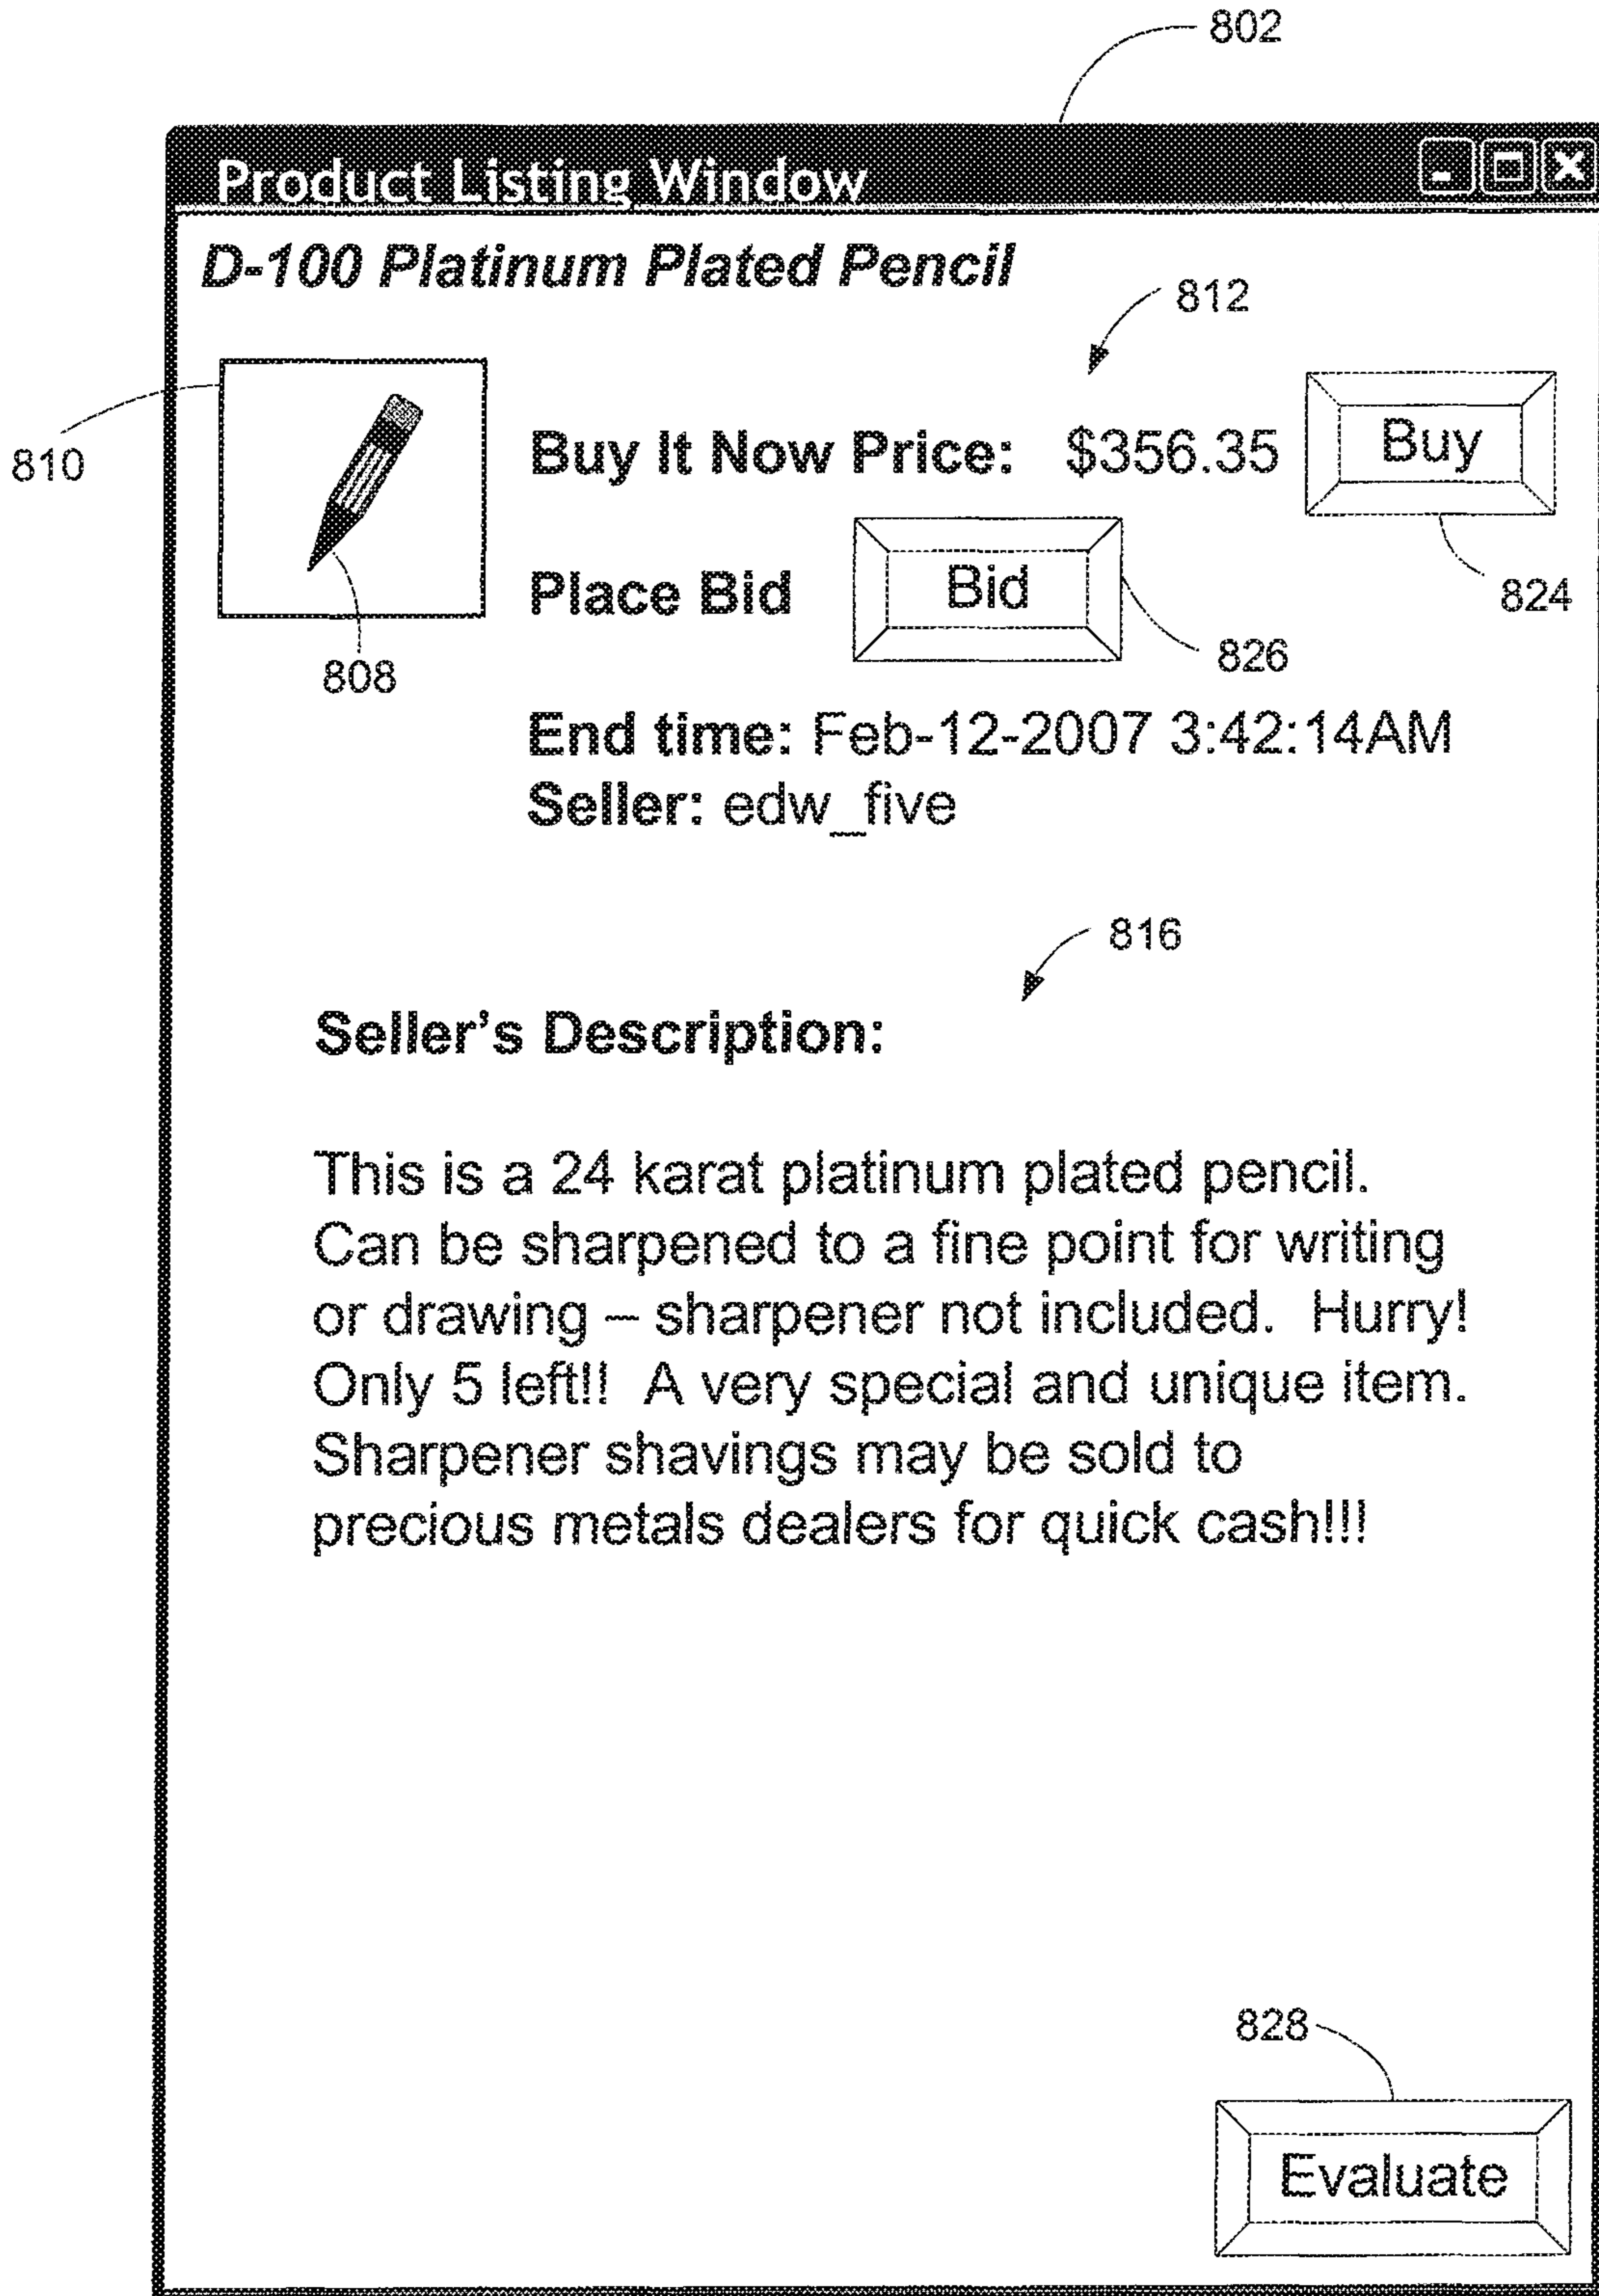 802
Product Listing Window
D-100 Platinum Plated Pencil
812
810
Buy It Now Price: $356.35 Buy
824
Place Bid Bid
826
808
End time: Feb-12-2007 3:42:14AM
Seller: edw_five
816
Seller's Description:
This is a 24 karat platinum plated pencil.
Can be sharpened to a fine point for writing
or drawing – sharpener not included. Hurry!
Only 5 left!! A very special and unique item.
Sharpener shavings may be sold to
precious metals dealers for quick cash!!!
828
Evaluate